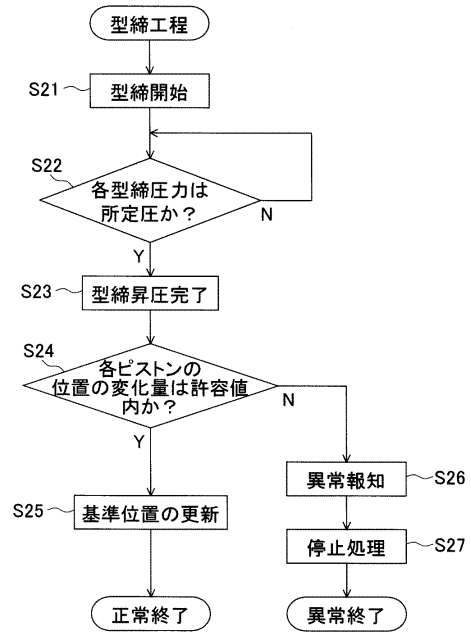 型締工程
S21
型締開始
S22
各型締圧力は
所定圧か？
N
Y
S23
型締昇圧完了
S24
各ピストンの
位置の変化量は許容値
内か？
N
Y
S25
基準位置の更新
異常報知
S26
停止処理
S27
正常終了
異常終了